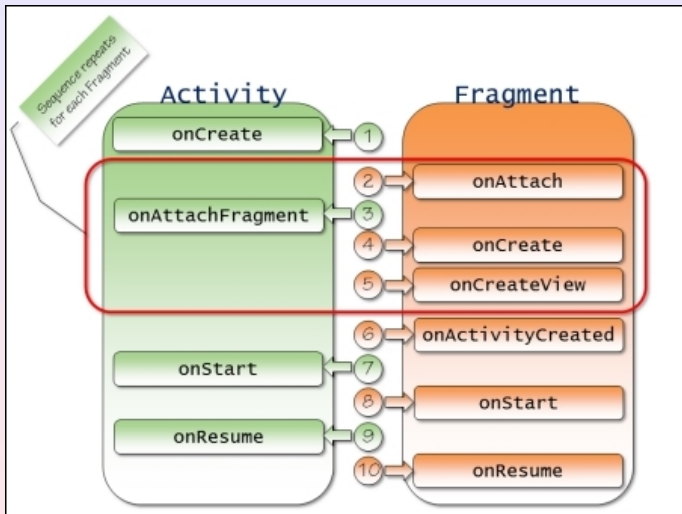 Sequence repeats
for each Fragment
Activity
Fragment
onCreate
1
2
onAttach
onAttachFragment
3
4
onCreate
5
onCreateView
6
onActivityCreated
onStart
7
8
onStart
onResume
9
10
onResume